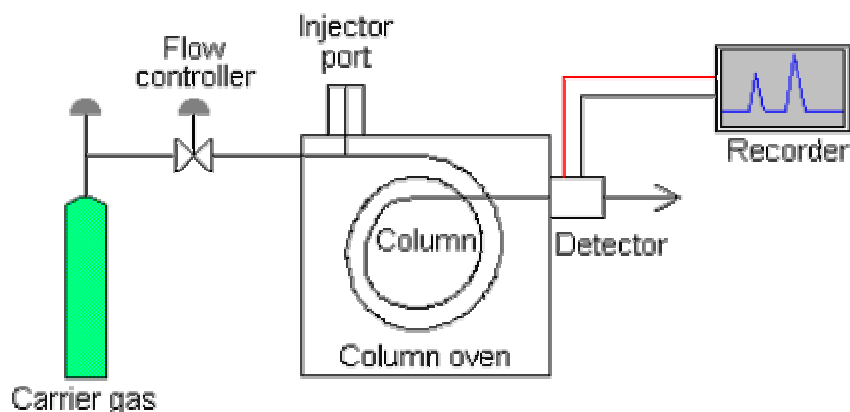 Injector
port
Flow
controller
Recorder
Column
Detector
Column oven
Carrier gas